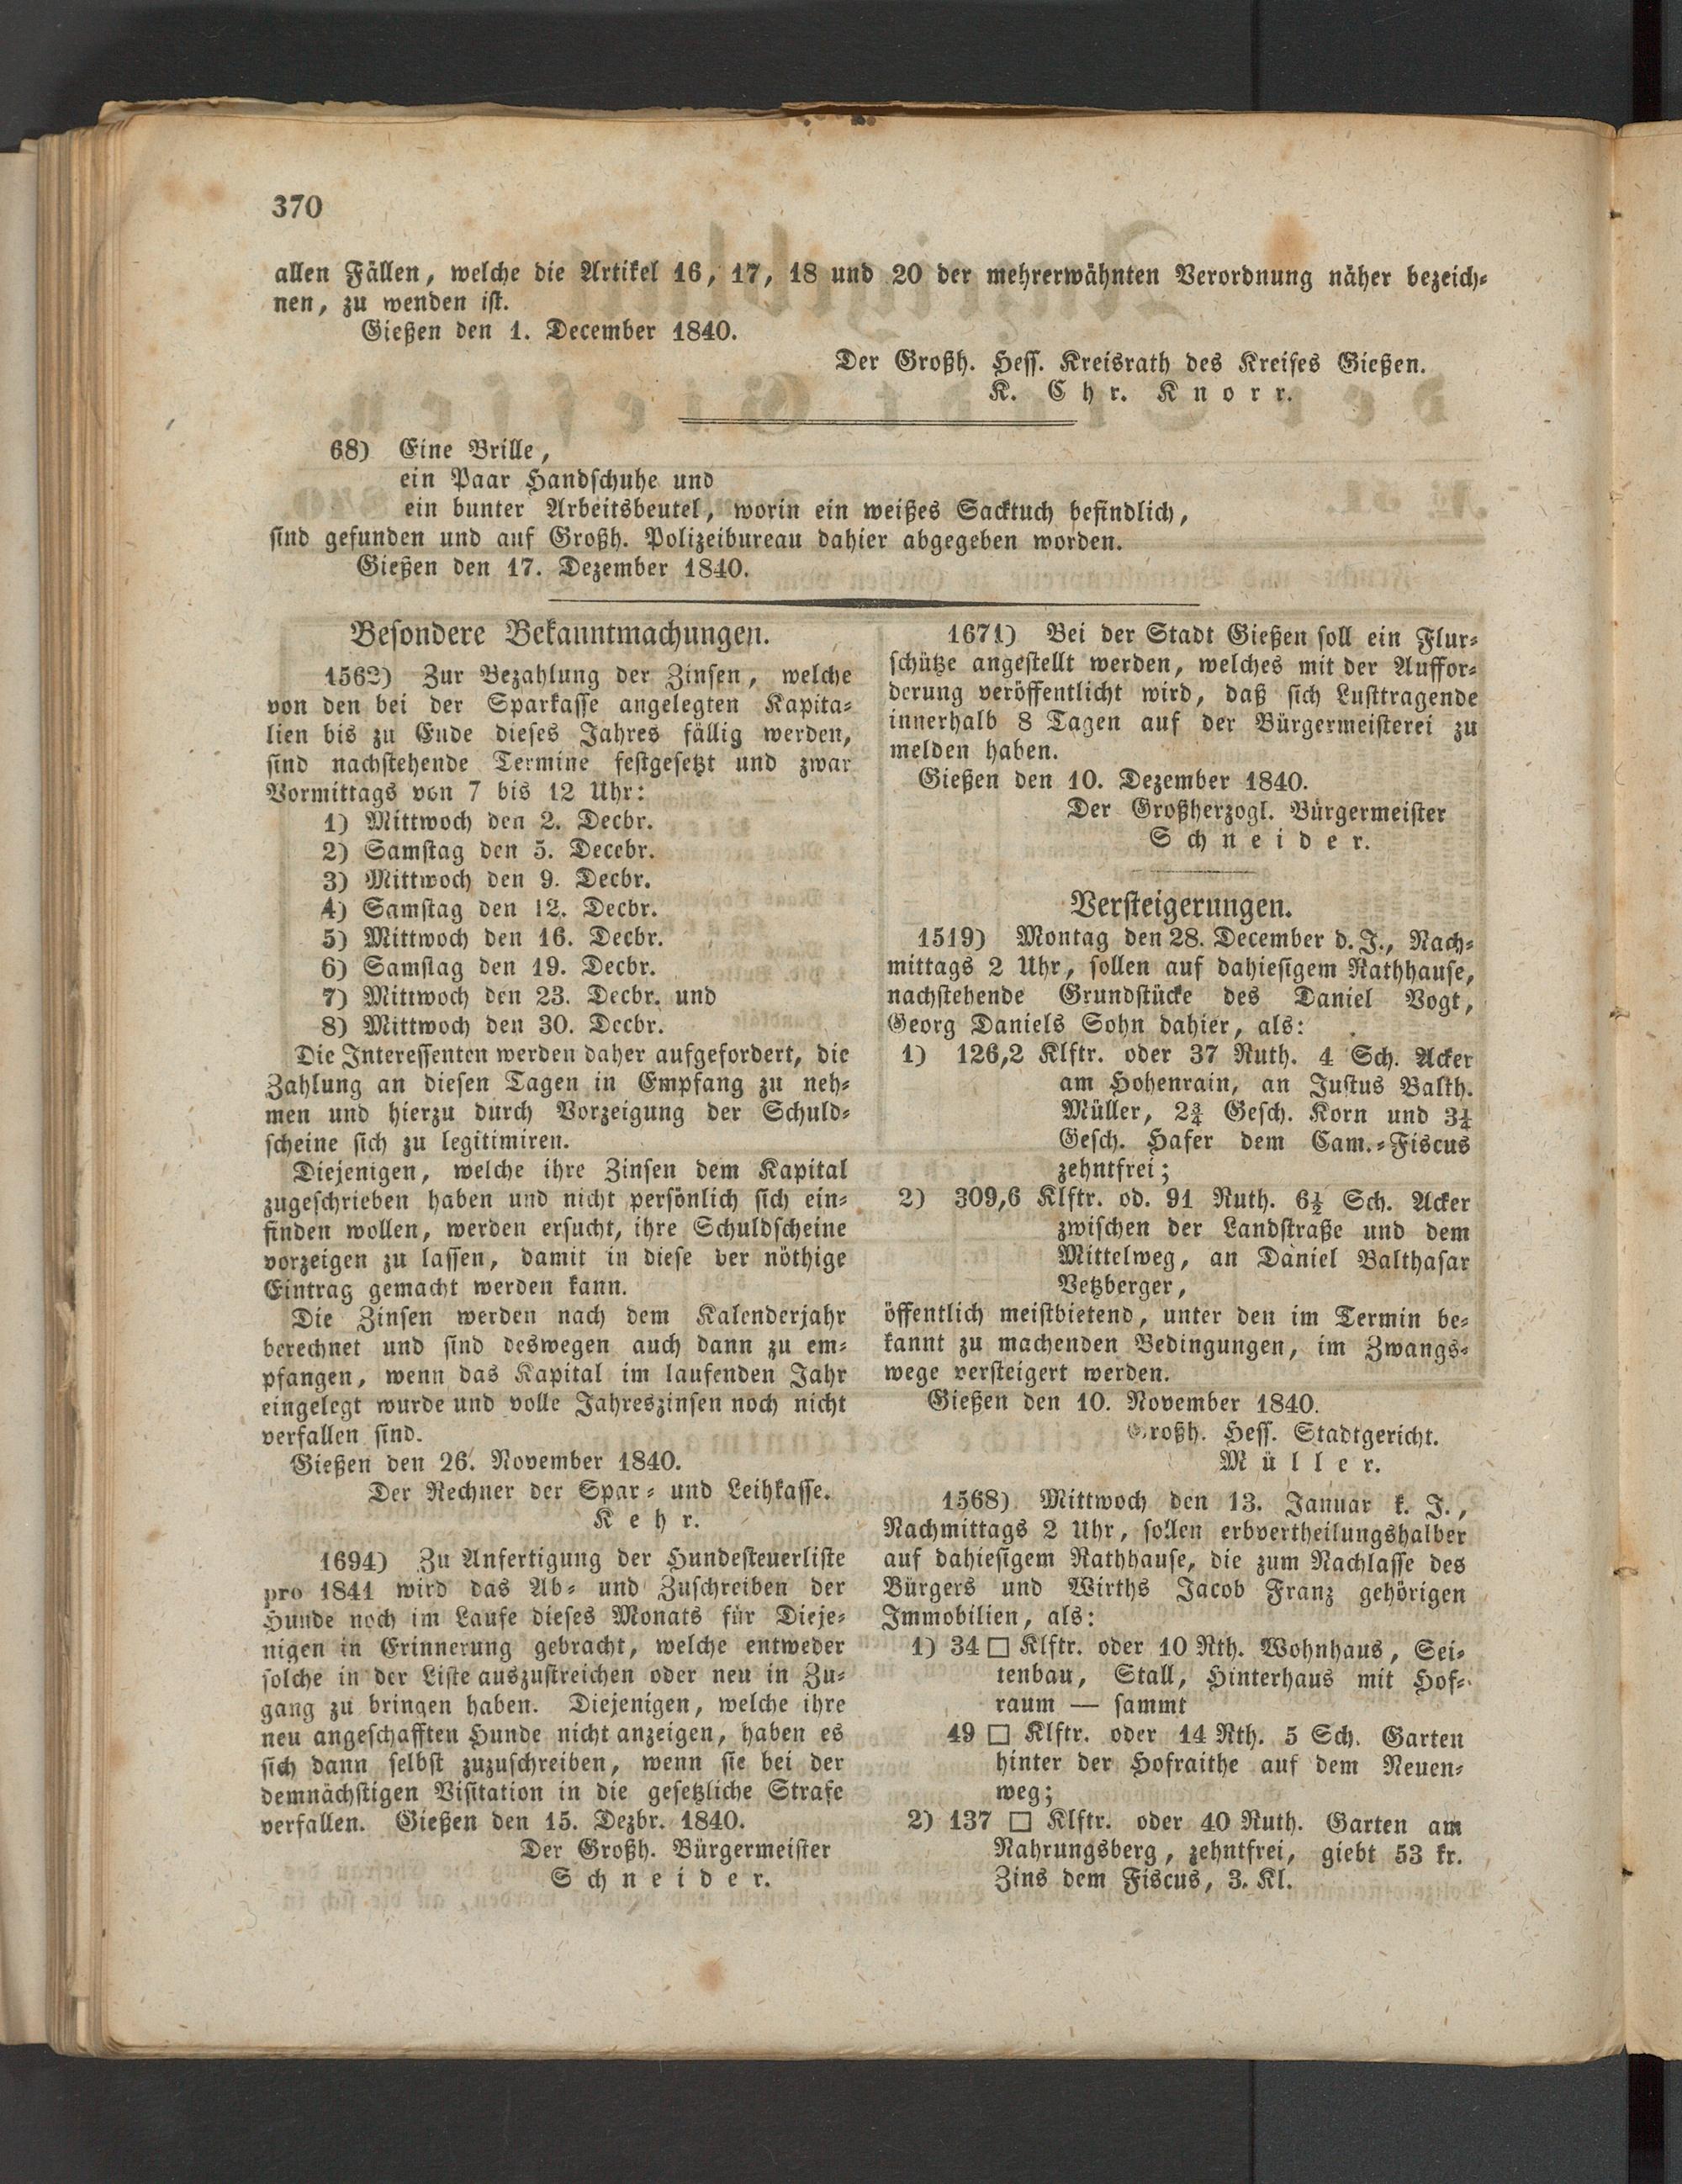 370
allen Fällen, welche die Artikel 16, 17, 18 und 20 der mehrerwähnten Verordnung näher bezeich-
nen, zu wenden ist.
Gießen den 1. December 1840.
Der Großh. Hess. Kreisrath des Kreises Gießen.
K. Chr. Knorr.
68) Eine Brille,
ein Paar Handschuhe und
ein bunter Arbeitsbeutel, worin ein weißes Sacktuch befindlich,
sind gefunden und auf Großh. Polizeibureau dahier abgegeben worden.
Gießen den 17. Dezember 1840.
Besondere Bekanntmachungen.
1562) Zur Bezahlung der Zinsen, welche
von den bei der Sparkasse angelegten Kapita-
lien bis zu Ende dieses Jahres fällig werden,
sind nachstehende Termine festgesetzt und zwar
Vormittags von 7 bis 12 Uhr:
1) Mittwoch den 2. Decbr.
2) Samstag den 5. Decebr.
3) Mittwoch den 9. Decbr.
4) Samstag den 12. Decbr.
5) Mittwoch den 16. Decbr.
6) Samstag den 19. Decbr.
7) Mittwoch den 23. Decbr. und
8) Mittwoch den 30. Decbr.
Die Interessenten werden daher aufgefordert, die
Zahlung an diesen Tagen in Empfang zu neh-
men und hierzu durch Vorzeigung der Schuld-
scheine sich zu legitimiren.
Diejenigen, welche ihre Zinsen dem Kapital
zugeschrieben haben und nicht persönlich sich ein-
finden wollen, werden ersucht, ihre Schuldscheine
vorzeigen zu lassen, damit in diese der nöthige
Eintrag gemacht werden kann.
Die Zinsen werden nach dem Kalenderjahr
berechnet und sind deswegen auch dann zu em-
pfangen, wenn das Kapital im laufenden Jahr
eingelegt wurde und volle Jahreszinsen noch nicht
verfallen sind.
Gießen den 26. November 1840.
Der Rechner der Spar- und Leihkasse.
Kehr.
1694) Zu Anfertigung der Hundesteuerliste
pro 1841 wird das Ab- und Zuschreiben der
Hunde noch im Laufe dieses Monats für Dieje-
nigen in Erinnerung gebracht, welche entweder
solche in der Liste auszustreichen oder neu in Zu-
gang zu bringen haben. Diejenigen, welche ihre
neu angeschafften Hunde nicht anzeigen, haben es
sich dann selbst zuzuschreiben, wenn sie bei der
demnächstigen Visitation in die gesetzliche Strafe
verfallen. Gießen den 15. Dezbr. 1840.
Der Großh. Bürgermeister
Schneider.
1671) Bei der Stadt Gießen soll ein Flur-
schütze angestellt werden, welches mit der Auffor-
derung veröffentlicht wird, daß sich Lusttragende
innerhalb 8 Tagen auf der Bürgermeisterei zu
melden haben.
Gießen den 10. Dezember 1840.
Der Großherzogl. Bürgermeister
Schneider.
Versteigerungen.
1519) Montag den 28. December d. J., Nach-
mittags 2 Uhr, sollen auf dahiesigem Rathhause,
nachstehende Grundstücke des Daniel Vogt,
Georg Daniels Sohn dahier, als:
1) 126,2 Klftr. oder 37 Ruth. 4 Sch. Acker
am Hohenrain, an Justus Balth.
Müller, 2¾ Gesch. Korn und 3¼
Gesch. Hafer dem Cam.-Fiscus
zehntfrei;
2) 309,6 Klftr. od. 91 Ruth. 6½ Sch. Acker
zwischen der Landstraße und dem
Mittelweg, an Daniel Balthasar
Vetzberger,
öffentlich meistbietend, unter den im Termin be-
kannt zu machenden Bedingungen, im Zwangs-
wege versteigert werden.
Gießen den 10. November 1840.
Großh. Hess. Stadtgericht.
Müller.
1568) Mittwoch den 13. Januar k. J.,
Nachmittags 2 Uhr, sollen erbvertheilungshalber
auf dahiesigem Rathhause, die zum Nachlasse des
Bürgers und Wirths Jacob Franz gehörigen
Immobilien, als:
1) 34 □ Klftr. oder 10 Rth. Wohnhaus, Sei-
tenbau, Stall, Hinterhaus mit Hof-
raum — sammt
49 □ Klftr. oder 14 Rth. 5 Sch. Garten
hinter der Hofraithe auf dem Neuen-
weg;
2) 137 □ Klftr. oder 40 Ruth. Garten am
Nahrungsberg, zehntfrei, giebt 53 kr.
Zins dem Fiscus, 3. Kl.